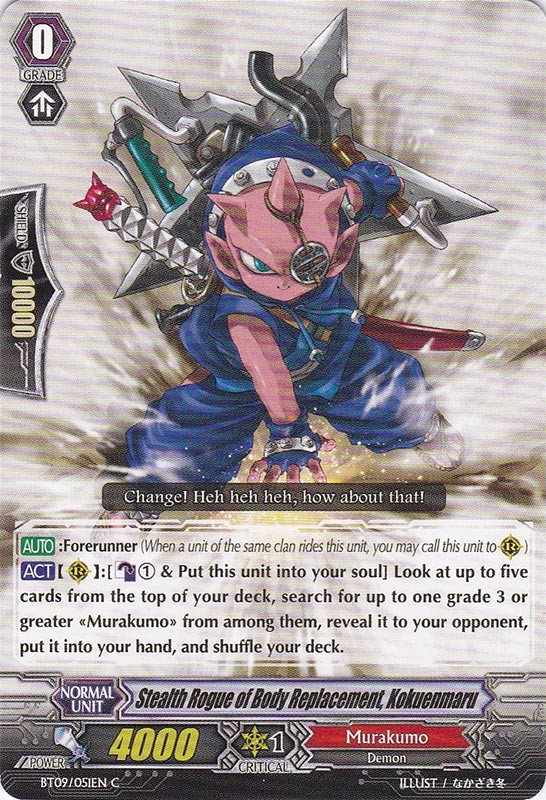 0
GRADE
SHIELD
10000
Change! Heh heh heh, how about that!
AUTO:Forerunner (When a unit of the same clan rides this unit, you may call this unit to R)
ACT[R]:[① & Put this unit into your soul] Look at up to five
cards from the top of your deck, search for up to one grade 3 or
greater «Murakumo» from among them, reveal it to your opponent,
put it into your hand, and shuffle your deck.
NORMAL
UNIT
Stealth Rogue of Body Replacement, Kokuenmaru
POWER
4000
1
CRITICAL
Murakumo
Demon
BT09/051EN C
ILLUST / なかざき冬